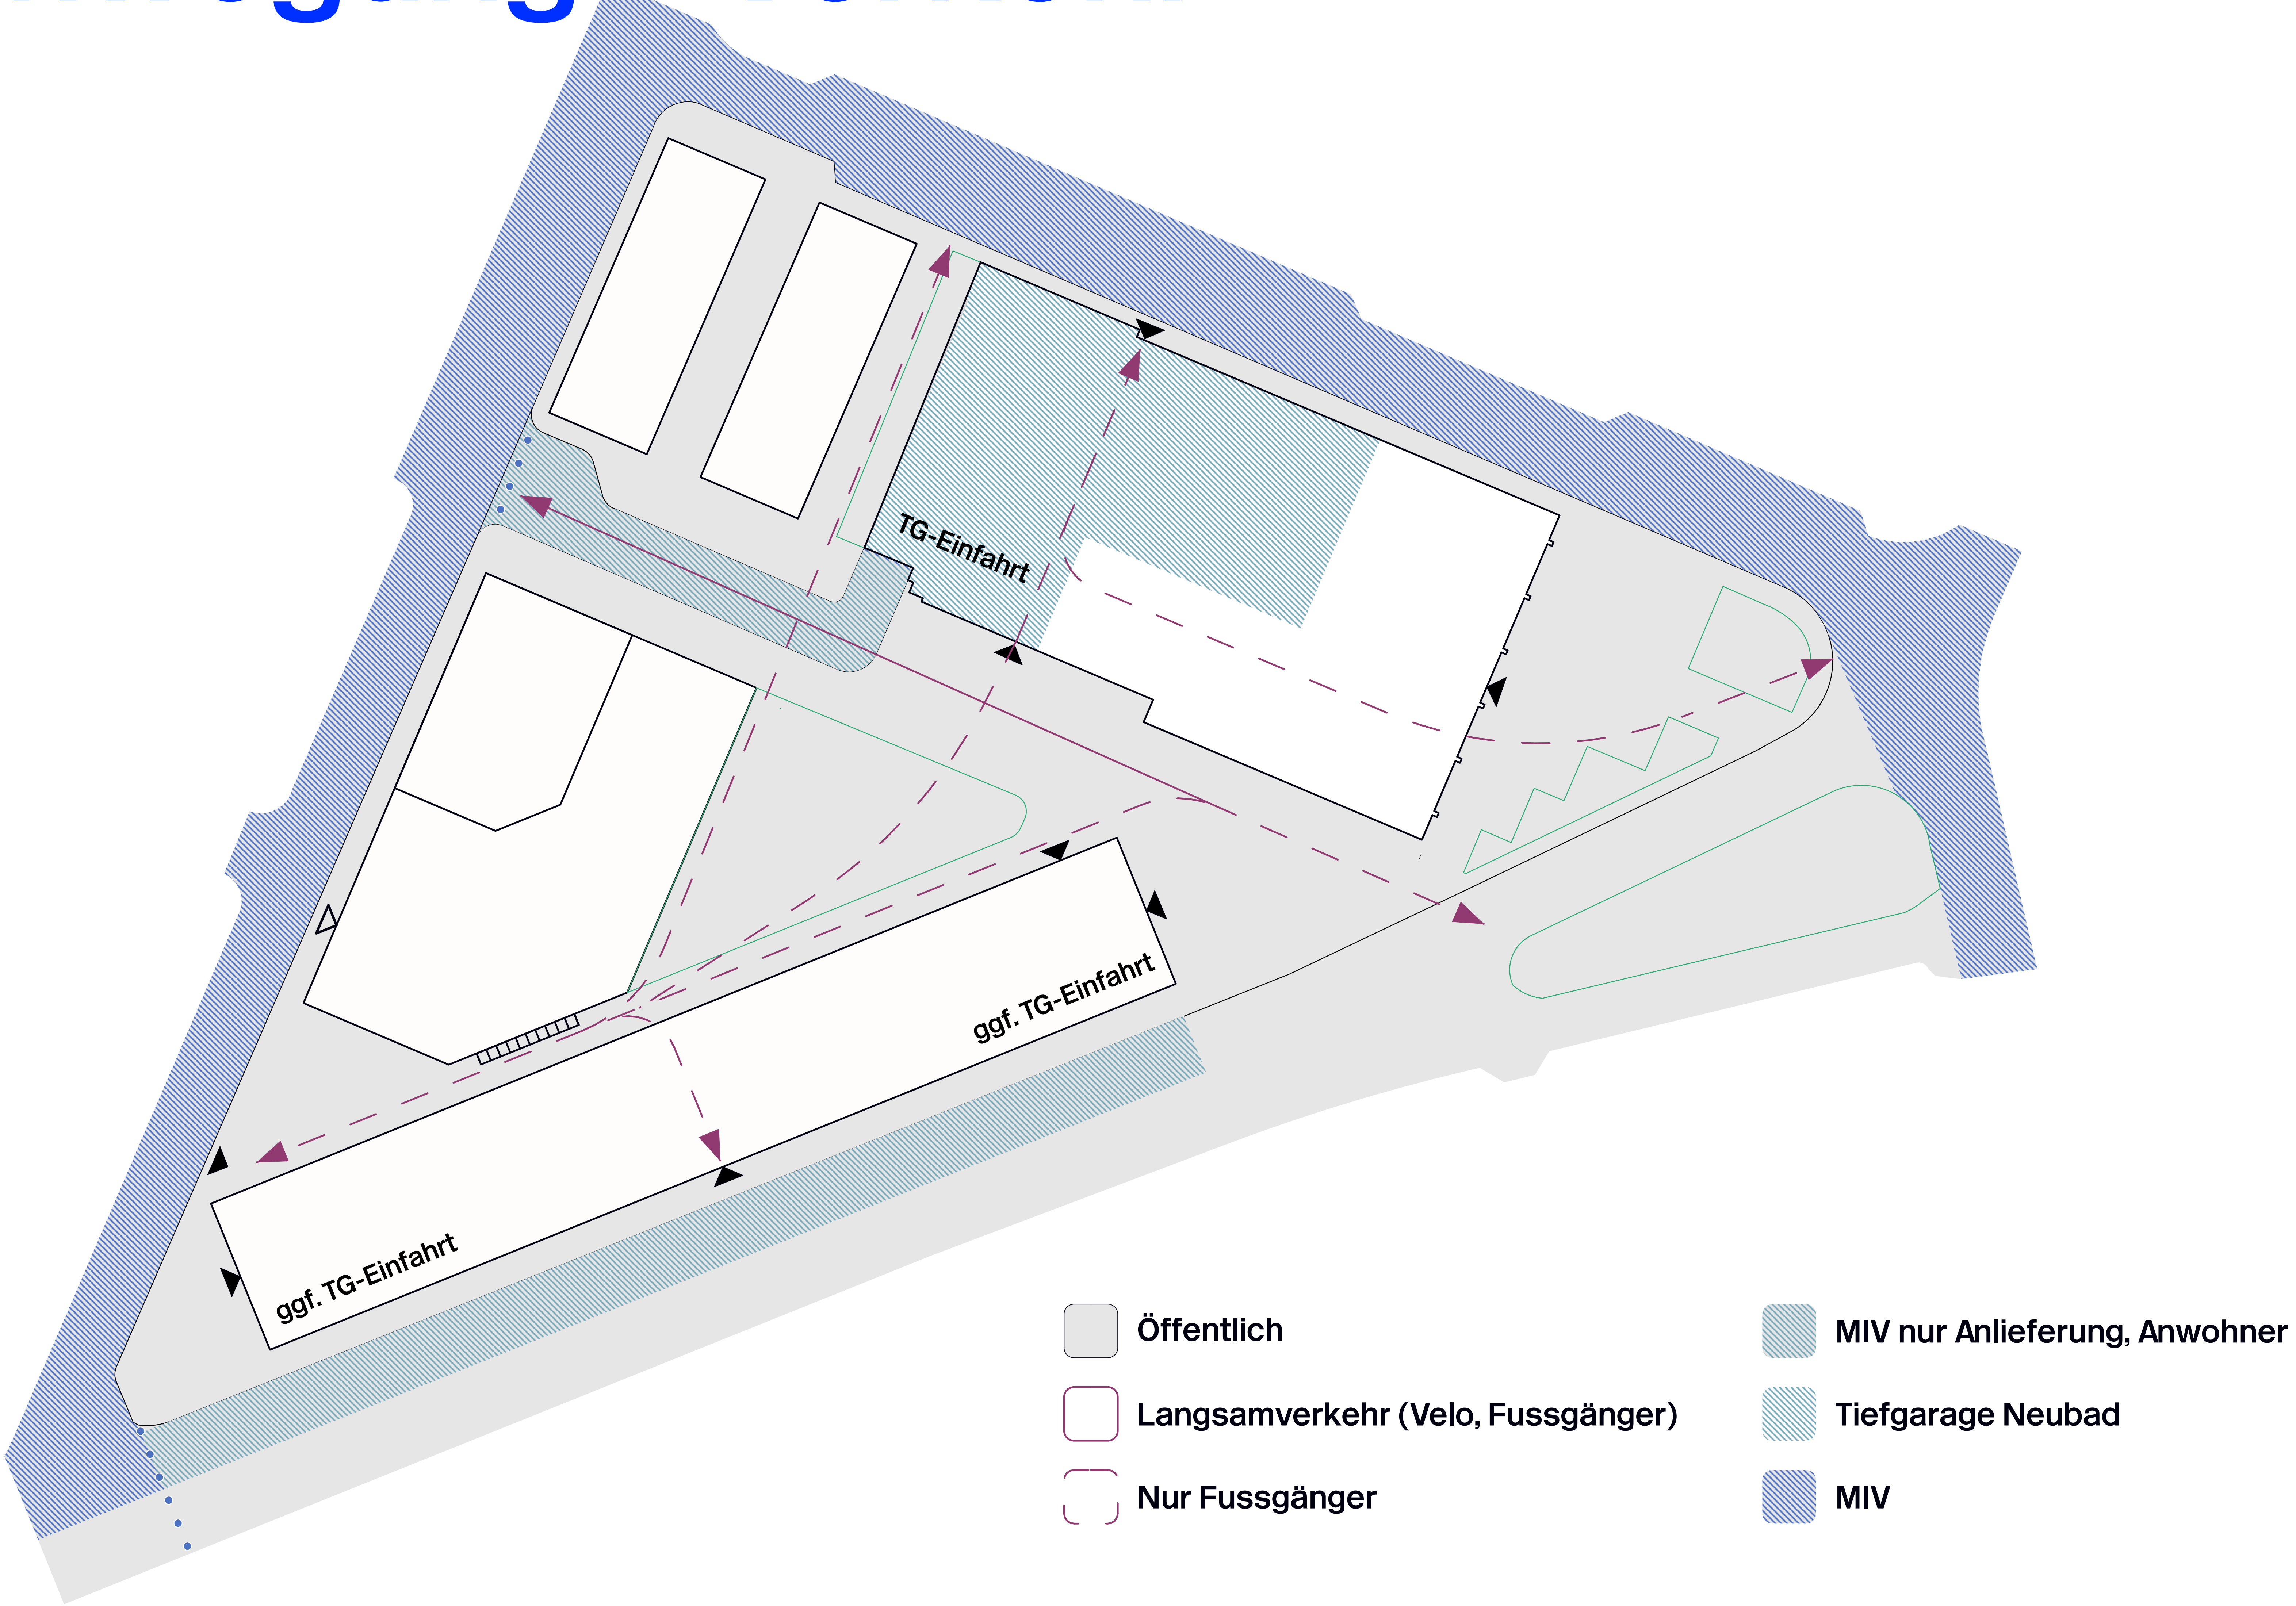 TG-Einfahrt
ggf. TG-Einfahrt
ggf. TG-Einfahrt
Öffentlich
Langsamverkehr (Velo, Fussgänger)
Nur Fussgänger
MIV nur Anlieferung, Anwohner
Tiefgarage Neubad
MIV